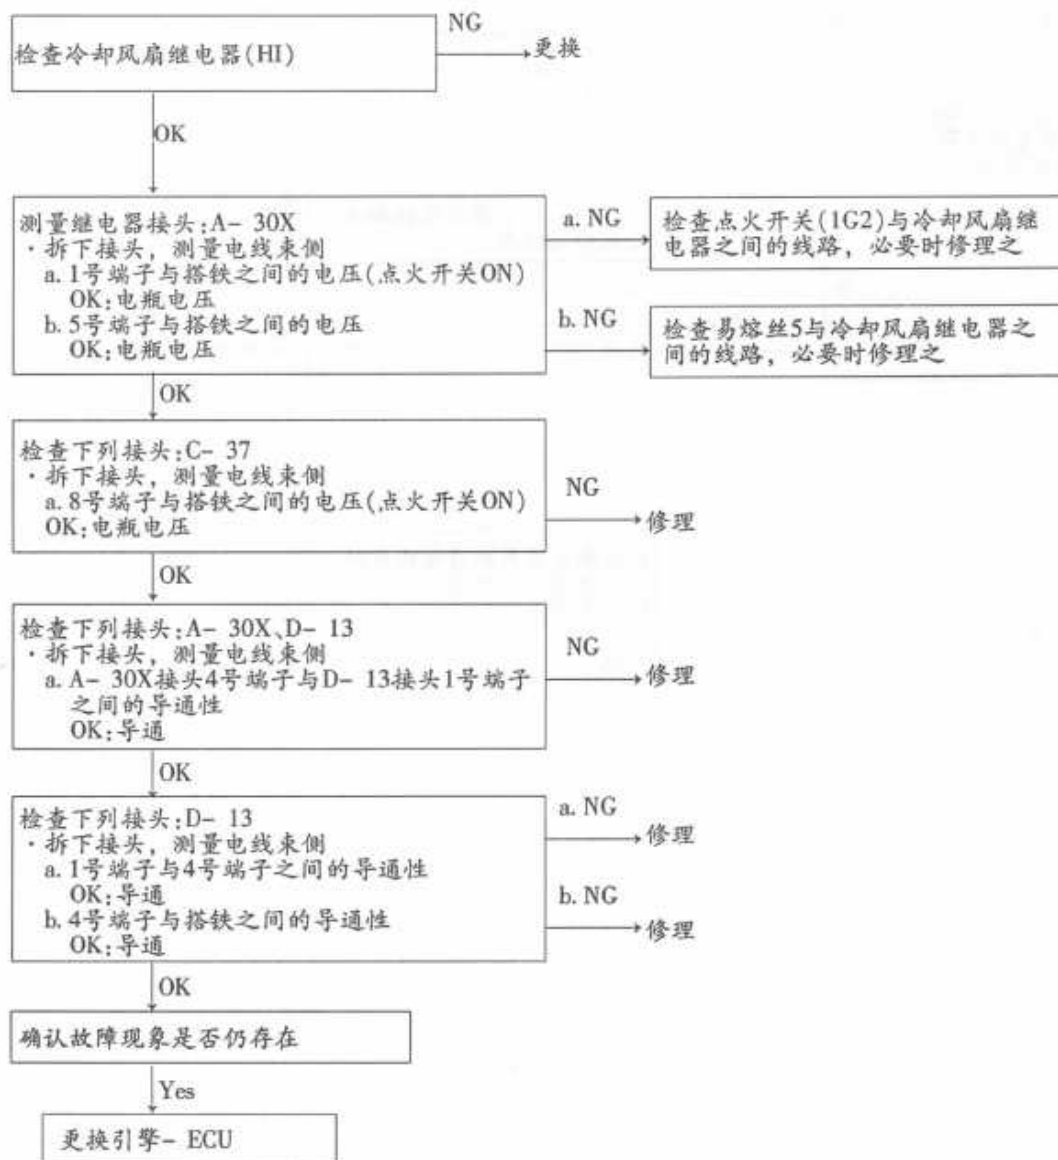 NG
检查冷却风扇继电器(HI)
更换
OK
测量继电器接头:A- 30X
·拆下接头, 测量电线束侧
a. 1号端子与搭铁之间的电压(点火开关ON)
OK:电瓶电压
b. 5号端子与搭铁之间的电压
OK:电瓶电压
a. NG
检查点火开关(1G2)与冷却风扇继
电器之间的线路, 必要时修理之
b. NG
检查易熔丝5与冷却风扇继电器之
间的线路, 必要时修理之
OK
检查下列接头:C- 37
·拆下接头, 测量电线束侧
a. 8号端子与搭铁之间的电压(点火开关ON)
OK:电瓶电压
NG
修理
OK
检查下列接头:A- 30X、D- 13
·拆下接头, 测量电线束侧
a. A- 30X接头4号端子与D- 13接头1号端子
之间的导通性
OK:导通
NG
修理
OK
检查下列接头:D- 13
·拆下接头, 测量电线束侧
a. 1号端子与4号端子之间的导通性
OK:导通
b. 4号端子与搭铁之间的导通性
OK:导通
a. NG
修理
b. NG
修理
OK
确认故障现象是否仍存在
Yes
更换引擎- ECU